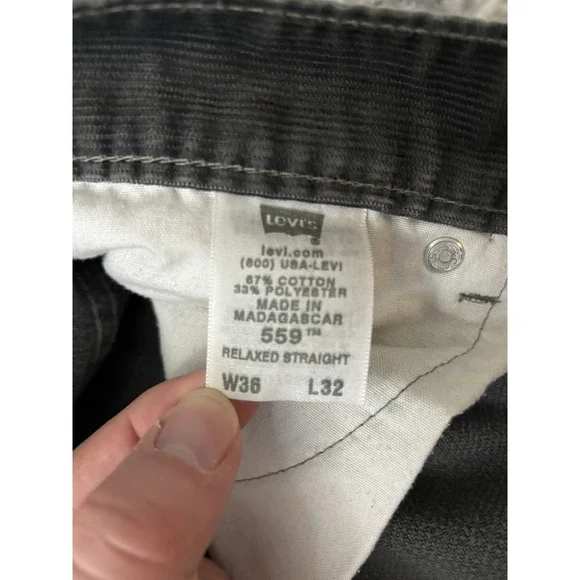 Levi's
®
levi.com
(800) USA-LEVI
67% COTTON
33% POLYESTER
MADE IN
MADAGASCAR
559™
RELAXED STRAIGHT
W36 L32